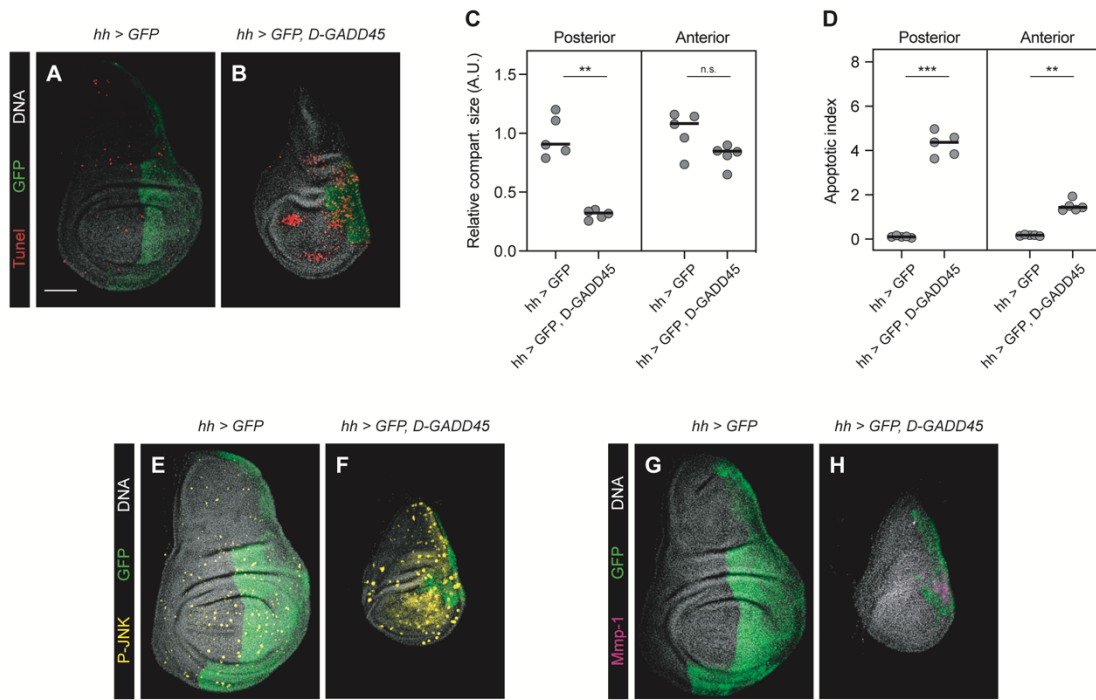 hh > GFP
hh > GFP, D-GADD45
A
B
Tunel GFP DNA
C
Posterior
Anterior
Relative compart. size (A.U.)
1.5
1.0
0.5
0.0
**
n.s.
hh > GFP
hh > GFP, D-GADD45
hh > GFP
hh > GFP, D-GADD45
D
Posterior
Anterior
Apoptotic index
8
6
4
2
0
***
**
hh > GFP
hh > GFP, D-GADD45
hh > GFP
hh > GFP, D-GADD45
hh > GFP
hh > GFP, D-GADD45
E
F
P-JNK GFP DNA
hh > GFP
hh > GFP, D-GADD45
G
H
Mmp-1 GFP DNA